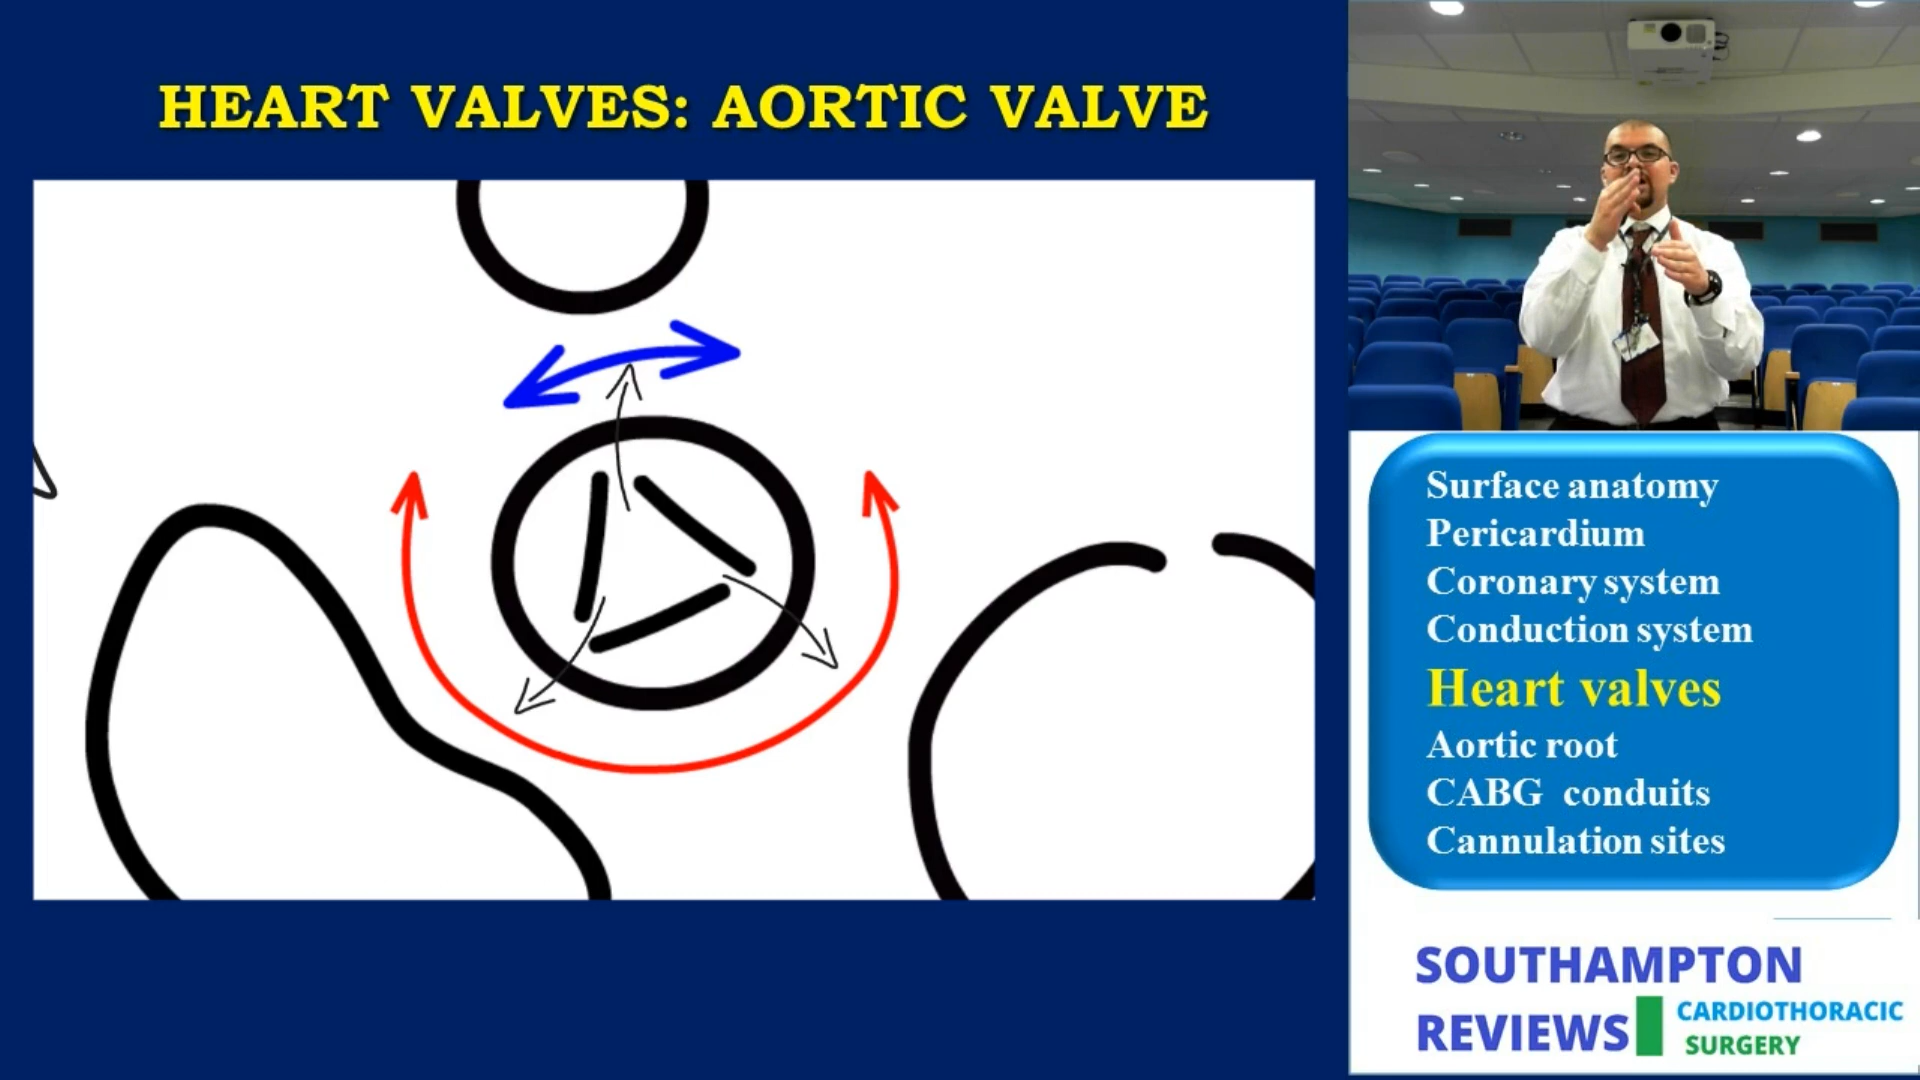 HEART VALVES: AORTIC VALVE
Surface anatomy
Pericardium
Coronary system
Conduction system
Heart valves
Aortic root
CABG conduits
Cannulation sites
SOUTHAMPTON
REVIEWS
CARDIOTHORACIC
SURGERY